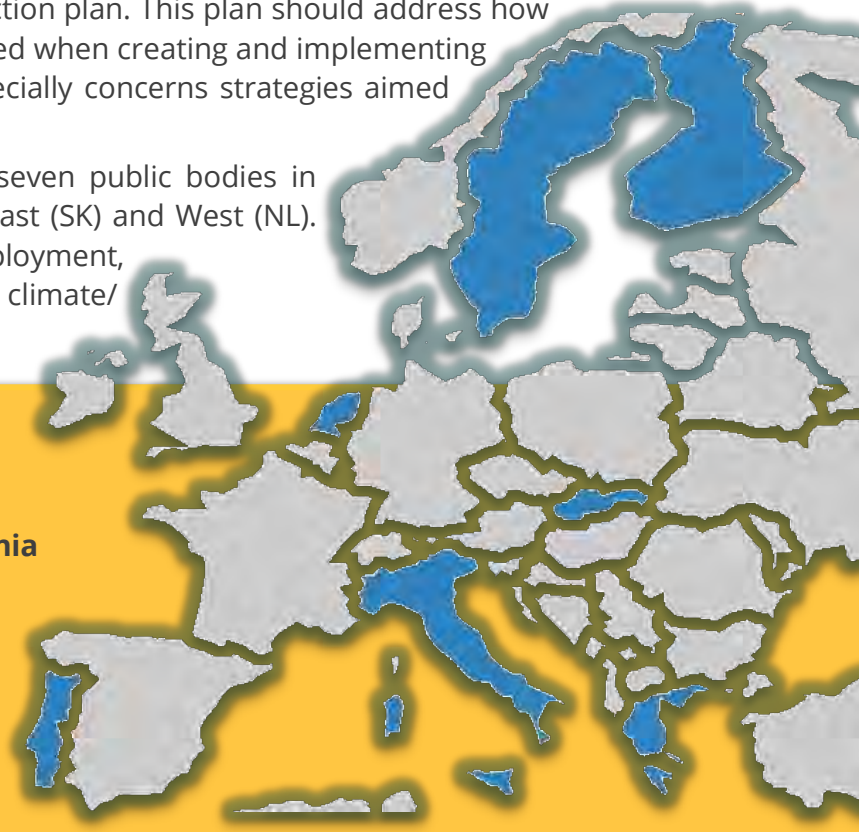 ction plan. This plan should address how
ed when creating and implementing
ecially concerns strategies aimed
seven public bodies in
ast (SK) and West (NL).
ployment,
climate/
nia